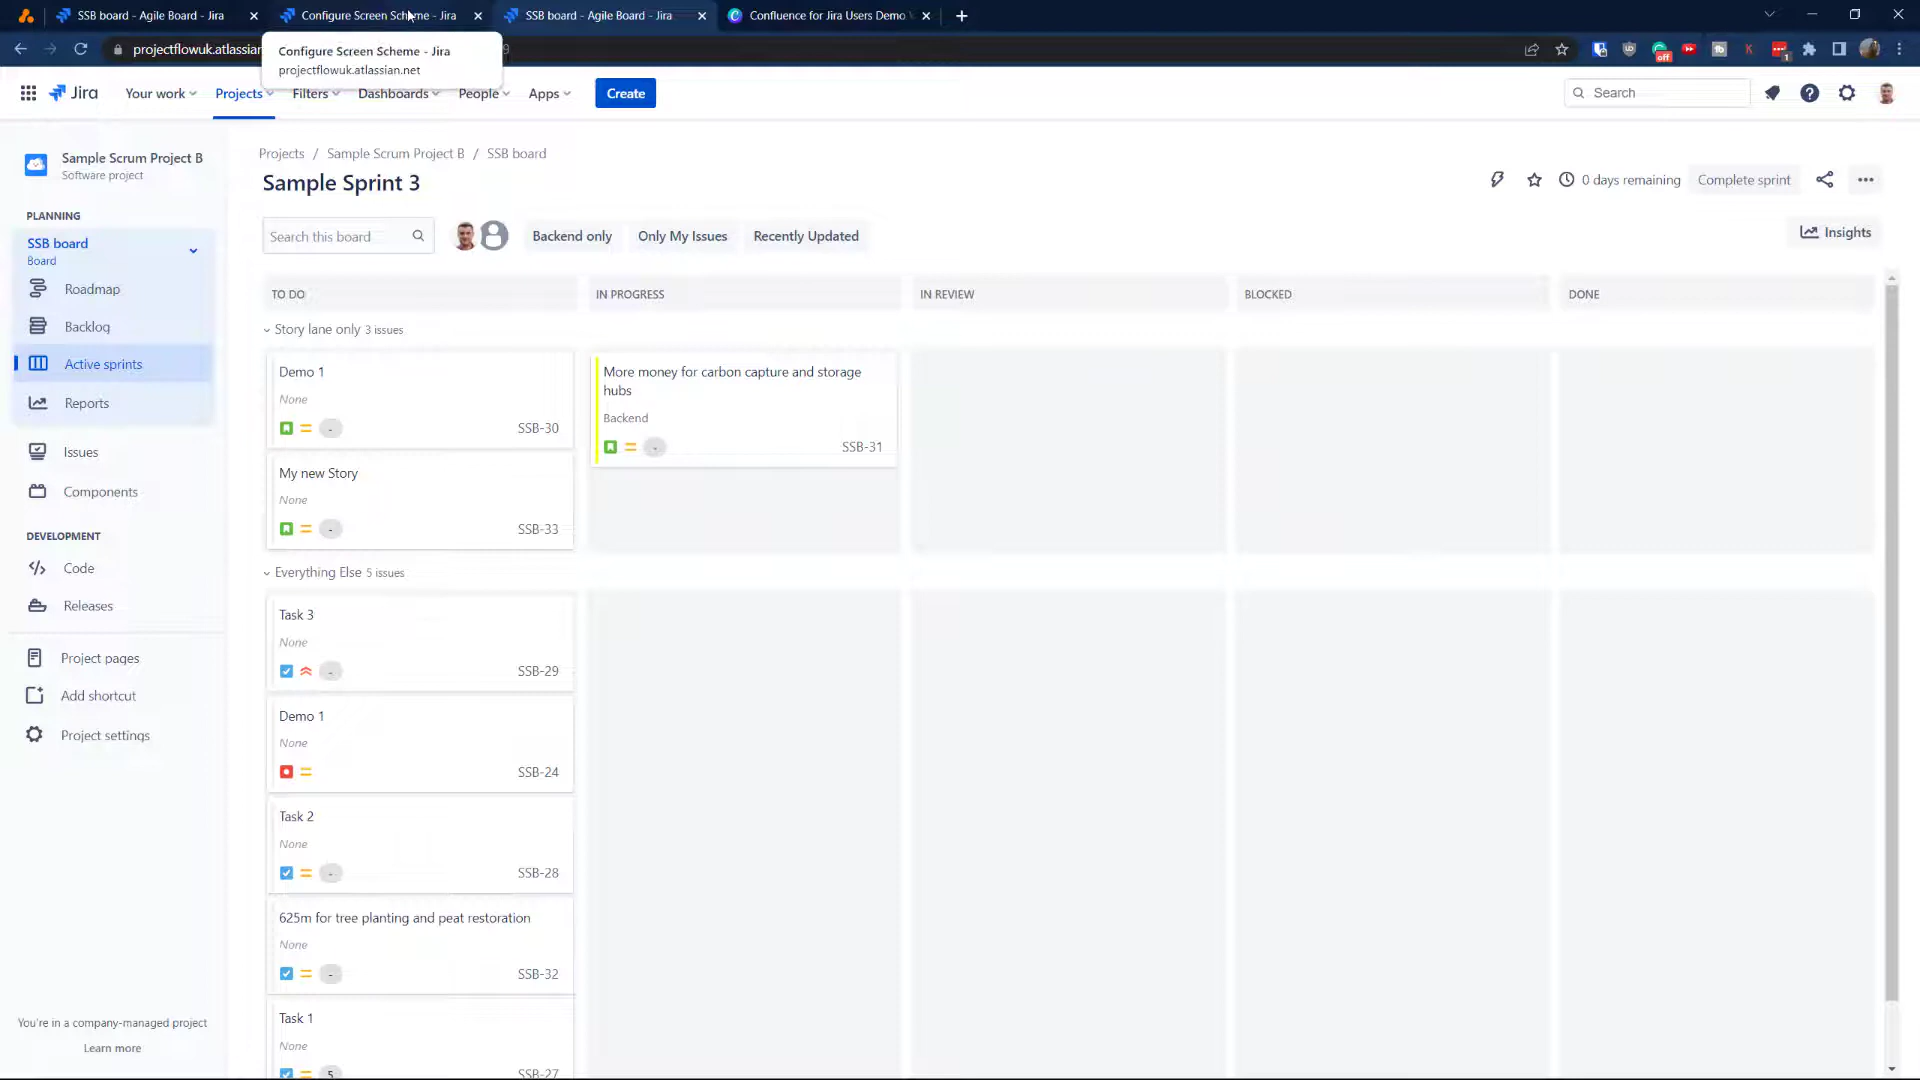 SSB board - Agile Board - Jira
Configure Screen Scheme - Jira
SSB board - Agile Board - Jira
Confluence for Jira Users Demo
projectflowuk.atlassian
9
off
1
Configure Screen Scheme - Jira
projectflowuk.atlassian.net
Jira
Your work
Projects
Filters
Dashboards
People
Apps
Create
Search
Sample Scrum Project B
Software project
Projects / Sample Scrum Project B / SSB board
Sample Sprint 3
0 days remaining
Complete sprint
Search this board
Backend only
Only My Issues
Recently Updated
Insights
PLANNING
SSB board
Board
Roadmap
Backlog
Active sprints
Reports
Issues
Components
DEVELOPMENT
Code
Releases
Project pages
Add shortcut
Project settings
You're in a company-managed project
Learn more
TO DO
IN PROGRESS
IN REVIEW
BLOCKED
DONE
Story lane only 3 issues
Demo 1
None
-
SSB-30
More money for carbon capture and storage
hubs
Backend
-
SSB-31
My new Story
None
-
SSB-33
Everything Else 5 issues
Task 3
None
-
SSB-29
Demo 1
None
SSB-24
Task 2
None
-
SSB-28
625m for tree planting and peat restoration
None
-
SSB-32
Task 1
None
5
SSB-27